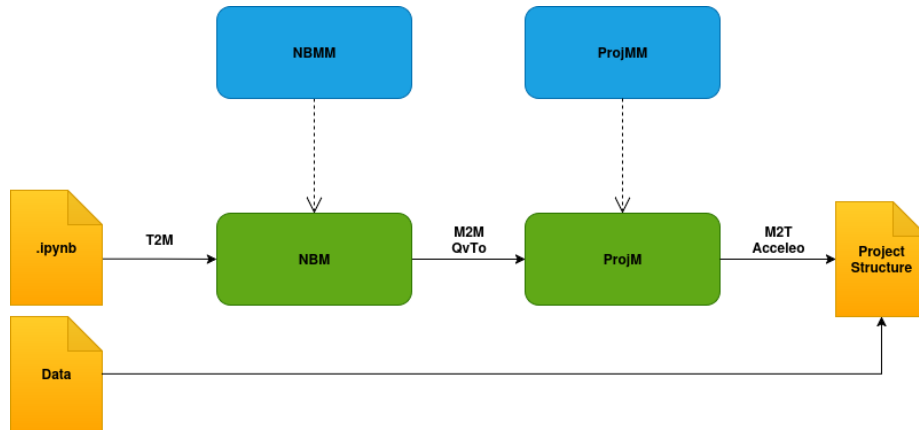 NBMM
ProjMM
.ipynb
T2M
NBM
M2M
QvTo
ProjM
M2T
Acceleo
Project
Structure
Data